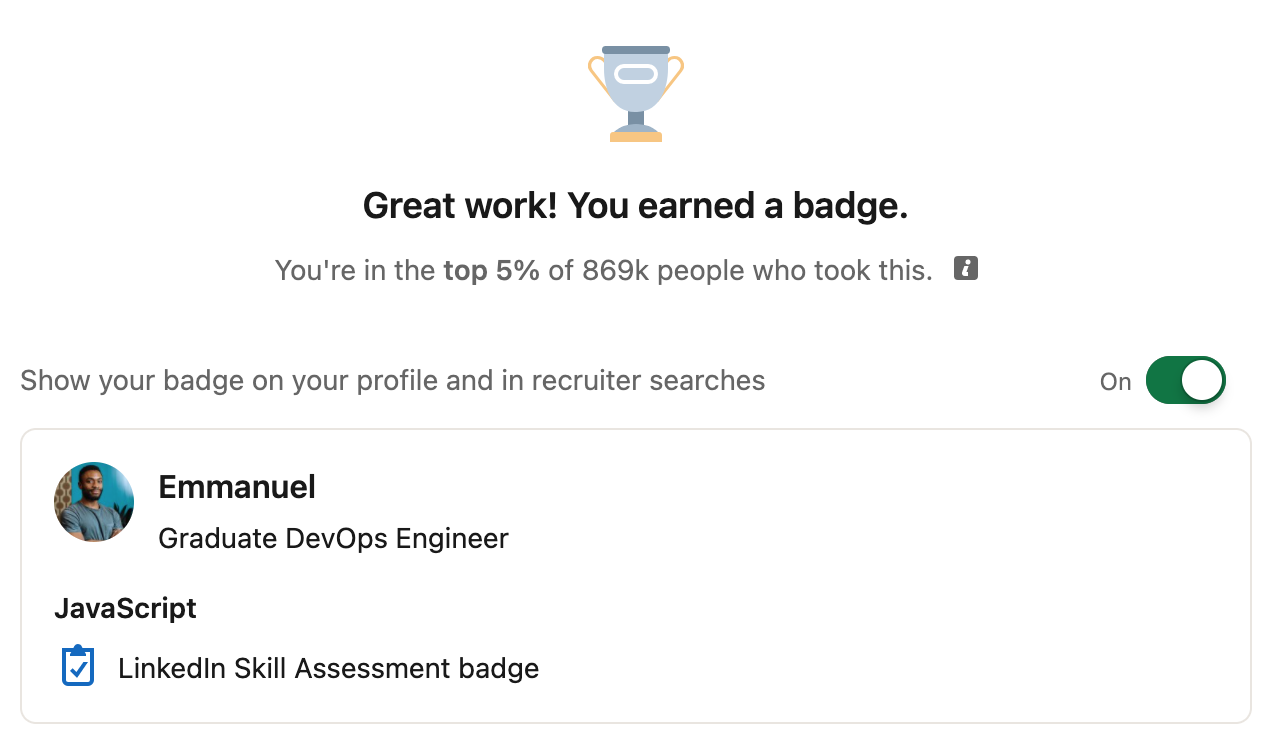 Great work! You earned a badge.
You're in the top 5% of 869k people who took this.
Show your badge on your profile and in recruiter searches
On
Emmanuel
Graduate DevOps Engineer
JavaScript
LinkedIn Skill Assessment badge